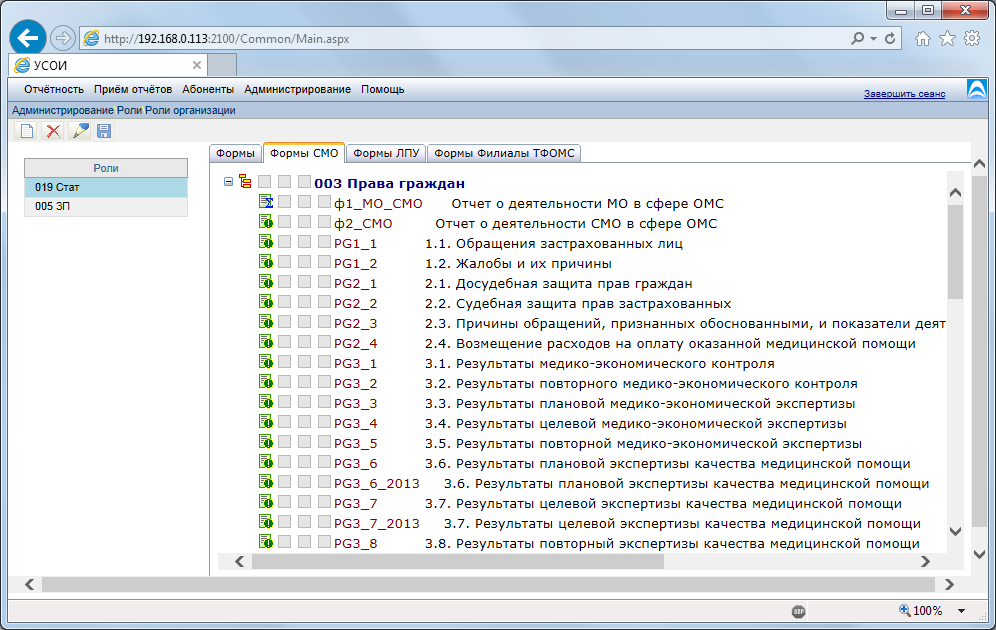 http://192.168.0.113:2100/Common/Main.aspx
УСОИ
Отчётность Приём отчётов Абоненты Администрирование Помощь
Завершить сеанс
Администрирование Роли Роли организации
Роли
019 Стат
005 ЗП
Формы Формы СМО Формы ЛПУ Формы Филиалы ТФОМС
003 Права граждан
ф1_МО_СМО Отчет о деятельности МО в сфере ОМС
ф2_СМО Отчет о деятельности СМО в сфере ОМС
PG1_1 1.1. Обращения застрахованных лиц
PG1_2 1.2. Жалобы и их причины
PG2_1 2.1. Досудебная защита прав граждан
PG2_2 2.2. Судебная защита прав застрахованных
PG2_3 2.3. Причины обращений, признанных обоснованными, и показатели деят
PG2_4 2.4. Возмещение расходов на оплату оказанной медицинской помощи
PG3_1 3.1. Результаты медико-экономического контроля
PG3_2 3.2. Результаты повторного медико-экономического контроля
PG3_3 3.3. Результаты плановой медико-экономической экспертизы
PG3_4 3.4. Результаты целевой медико-экономической экспертизы
PG3_5 3.5. Результаты повторной медико-экономической экспертизы
PG3_6 3.6. Результаты плановой экспертизы качества медицинской помощи
PG3_6_2013 3.6. Результаты плановой экспертизы качества медицинской помощи
PG3_7 3.7. Результаты целевой экспертизы качества медицинской помощи
PG3_7_2013 3.7. Результаты целевой экспертизы качества медицинской помощи
PG3_8 3.8. Результаты повторный экспертизы качества медицинской помощи
ABP
100%